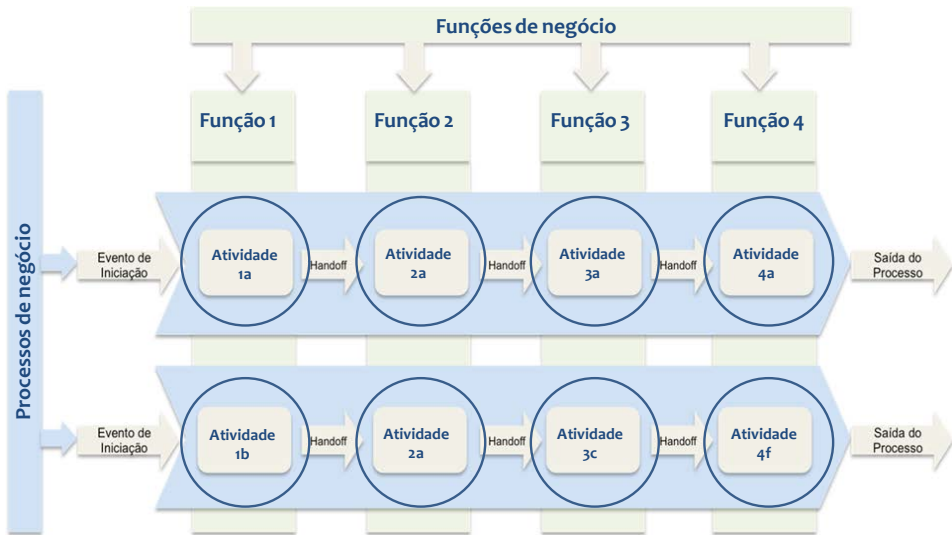 Funções de negócio
Função 1
Função 2
Função 3
Função 4
Processos de negócio
Evento de
Iniciação
Atividade
1a
Handoff
Atividade
2a
Handoff
Atividade
3a
Handoff
Atividade
4a
Saída do
Processo
Evento de
Iniciação
Atividade
1b
Handoff
Atividade
2a
Handoff
Atividade
3c
Handoff
Atividade
4f
Saída do
Processo